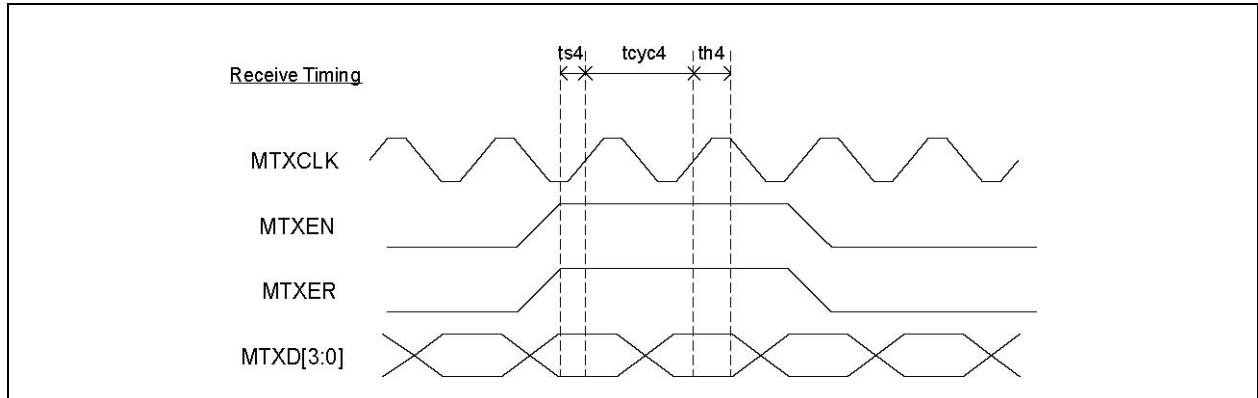 ts4 tcyc4 th4
Receive Timing
MTXCLK
MTXEN
MTXER
MTXD[3:0]